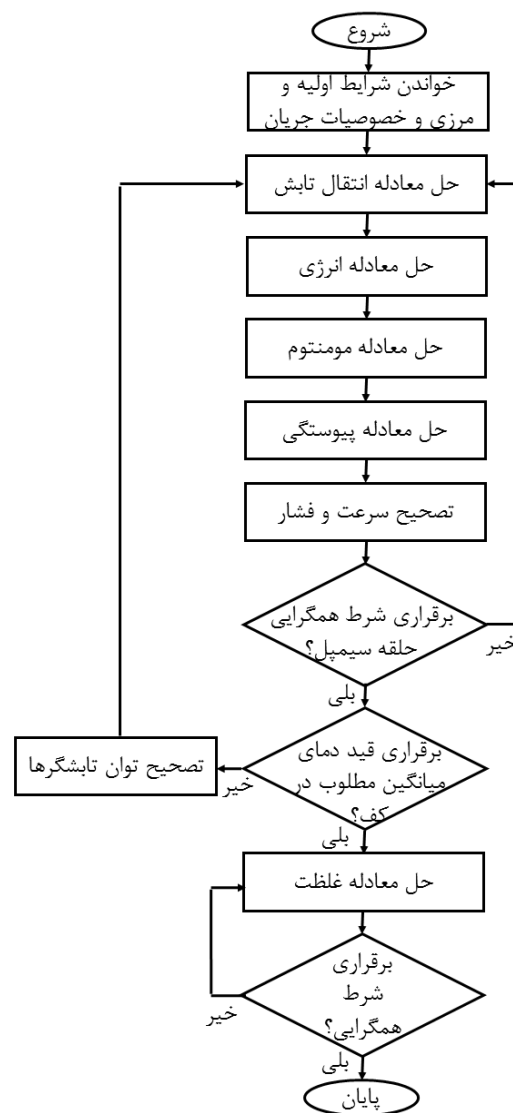 شروع
خواندن شرایط اولیه و
مرزی و خصوصیات جریان
حل معادله انتقال تابش
حل معادله انرژی
حل معادله مومنتوم
حل معادله پیوستگی
تصحیح سرعت و فشار
برقراری شرط همگرایی
حلقه سیمپل؟
خیر
بلی
برقراری قید دمای
میانگین مطلوب در
کف؟
خیر
تصحیح توان تابشگرها
بلی
حل معادله غلظت
برقراری
شرط
همگرایی؟
خیر
بلی
پایان